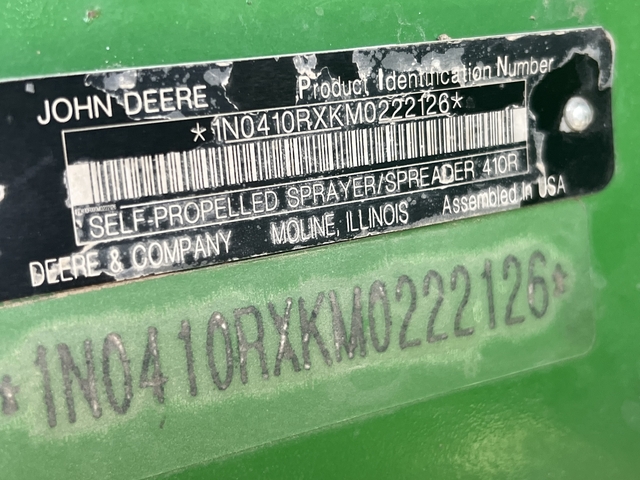 JOHN DEERE
Product Identification Number
*1N0410RXKM0222126*
SELF-PROPELLED SPRAYER/SPREADER 410R
DEERE & COMPANY MOLINE, ILLINOIS Assembled in USA
*1N0410RXKM0222126*